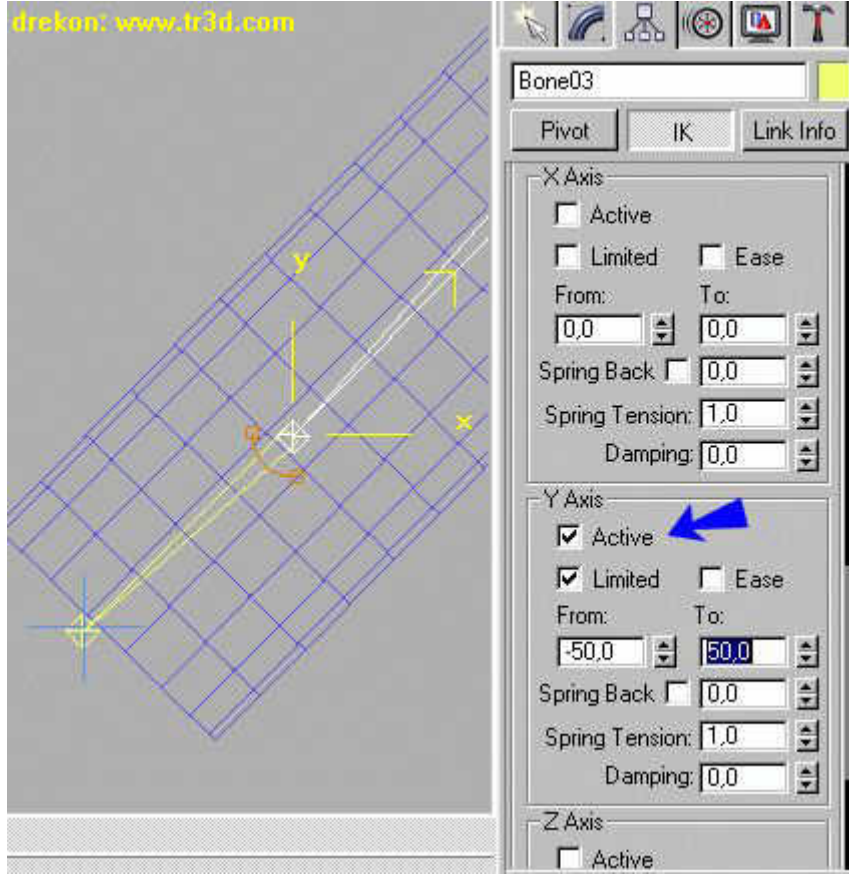 drekon: www.tr3d.com
Bone03
Pivot IK Link Info
X Axis
Active
Limited Ease
From: To:
0,0 0,0
Spring Back 0,0
Spring Tension: 1,0
Damping: 0,0
Y Axis
Active
Limited Ease
From: To:
-50,0 50,0
Spring Back 0,0
Spring Tension: 1,0
Damping: 0,0
Z Axis
Active
y
x